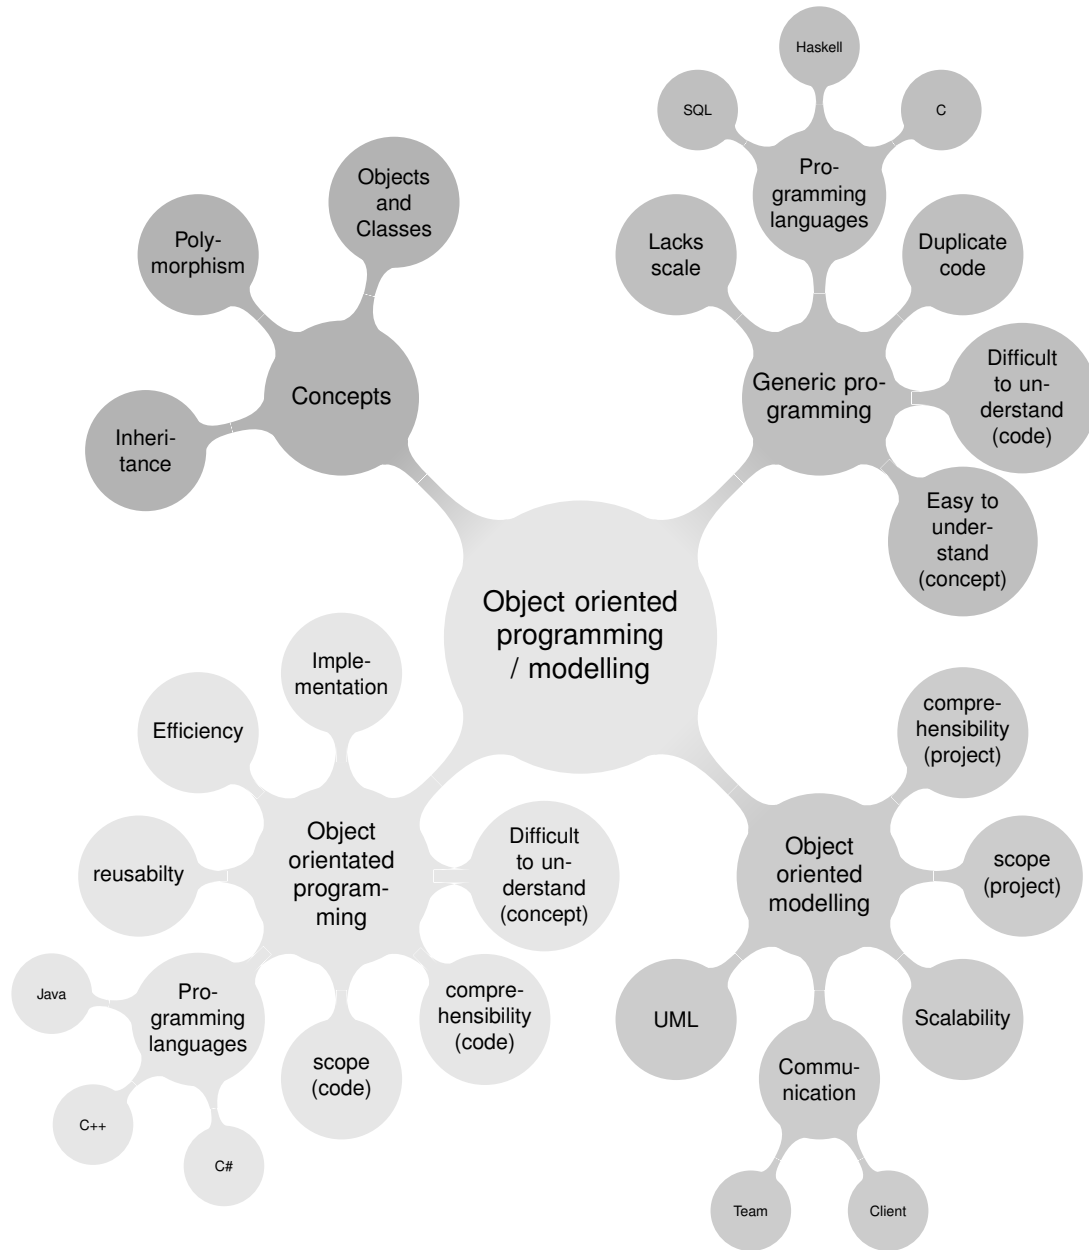 Haskell
SQL
C
Pro-
gramming
languages
Objects
and
Classes
Poly-
morphism
Lacks
scale
Duplicate
code
Concepts
Generic pro-
gramming
Difficult
to un-
derstand
(code)
Inheri-
tance
Easy to
under-
stand
(concept)
Object oriented
programming
/ modelling
Imple-
mentation
Efficiency
compre-
hensibility
(project)
Object
orientated
program-
ming
Difficult
to un-
derstand
(concept)
reusabilty
Object
oriented
modelling
scope
(project)
Java
Pro-
gramming
languages
compre-
hensibility
(code)
UML
Scalability
scope
(code)
Commu-
nication
C++
C#
Team
Client